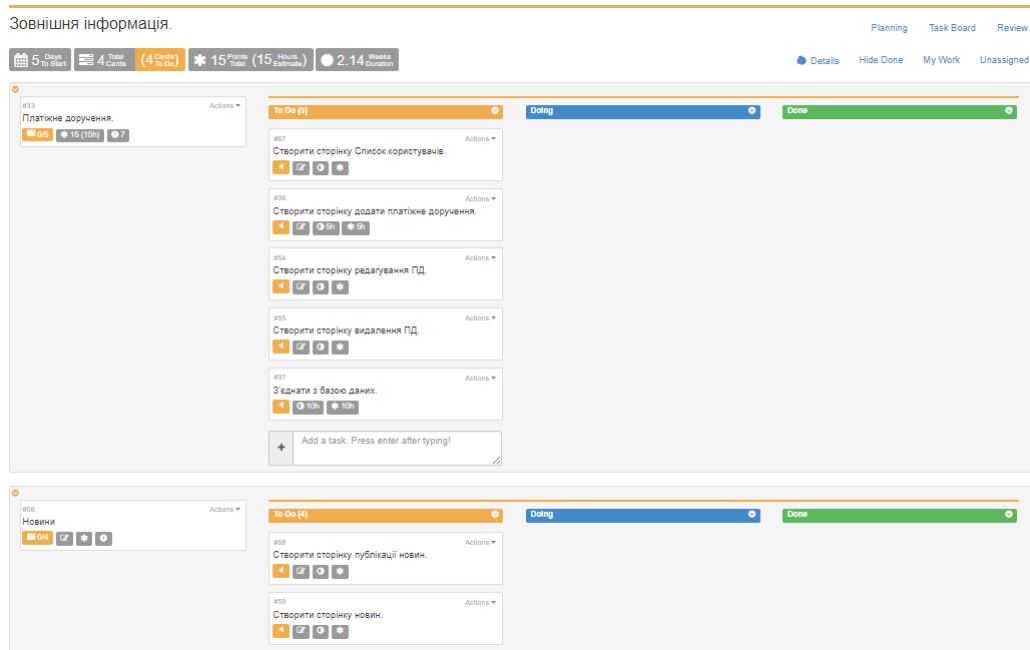 Зовнішня інформація.
Planning Task Board Review
5 Days To Start 4 Total Cards (4 Cards To Do) 15 Points Total (15 Hours Estimate) 2.14 Weeks Duration
Details Hide Done My Work Unassigned
#33 Actions
Платіжне доручення.
0/5 15 (15h) 7
To Do (5) Doing Done
#67 Actions
Створити сторінку Список користувачів.
#36 Actions
Створити сторінку додати платіжне доручення.
5h 5h
#54 Actions
Створити сторінку редагування ПД.
#55 Actions
Створити сторінку видалення ПД.
#37 Actions
З'єднати з базою даних.
10h 10h
Add a task. Press enter after typing!
#56 Actions
Новини
0/4
To Do (4) Doing Done
#58 Actions
Створити сторінку публікації новин.
#59 Actions
Створити сторінку новин.